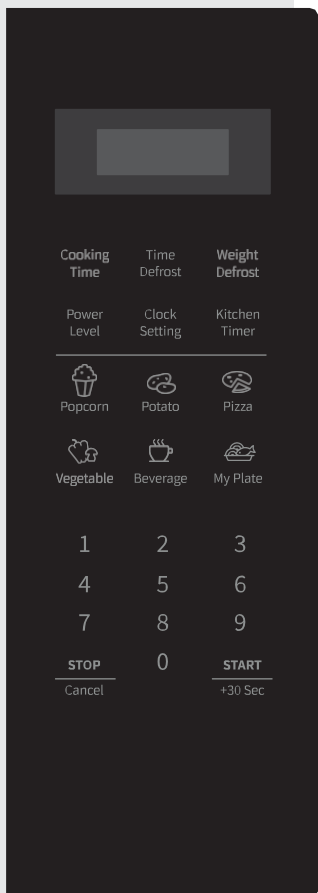 Cooking Time
Time Defrost
Weight Defrost
Power Level
Clock Setting
Kitchen Timer
Popcorn
Potato
Pizza
Vegetable
Beverage
My Plate
1 2 3
4 5 6
7 8 9
STOP 0 START
Cancel +30 Sec